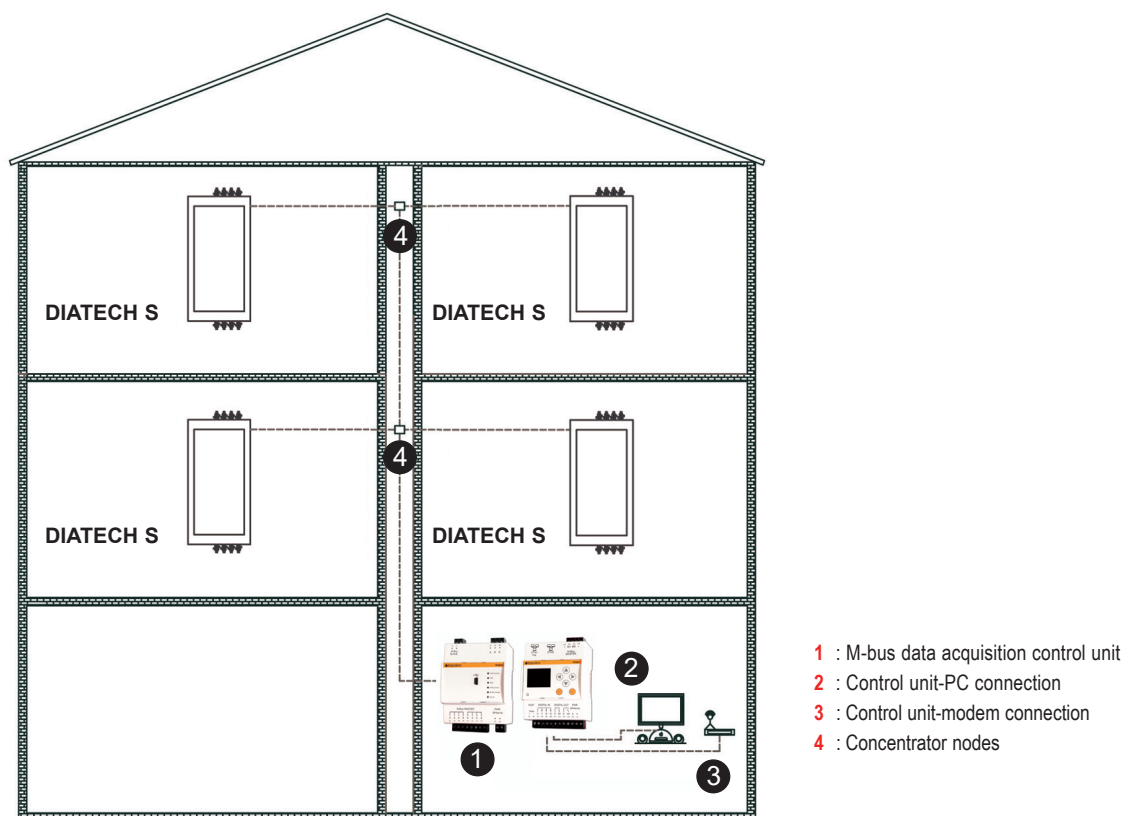 4
DIATECH S
DIATECH S
4
DIATECH S
DIATECH S
2
1
3
1 : M-bus data acquisition control unit
2 : Control unit-PC connection
3 : Control unit-modem connection
4 : Concentrator nodes